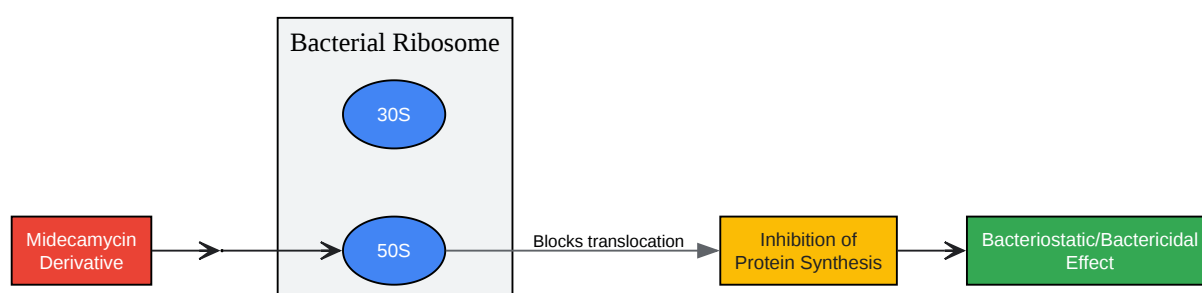 Bacterial Ribosome
30S
Midecamycin
Derivative
50S
Blocks translocation
Inhibition of
Protein Synthesis
Bacteriostatic/Bactericidal
Effect